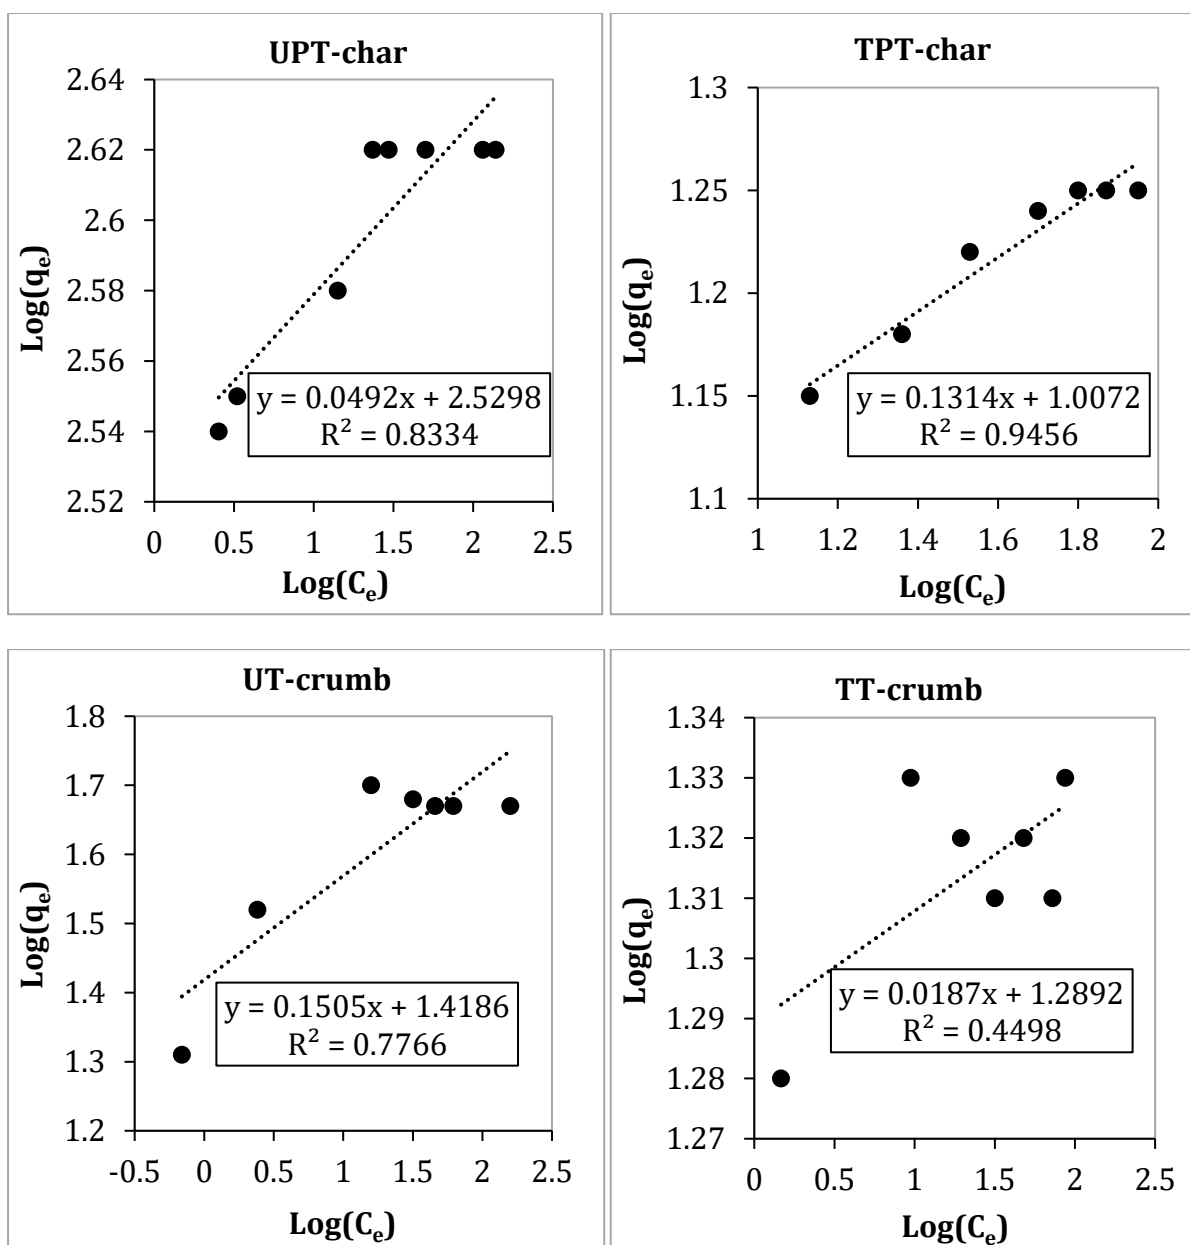 UPT-char
2.64
2.62
2.6
2.58
2.56
2.54
2.52
Log(qₑ)
y = 0.0492x + 2.5298
R² = 0.8334
0 0.5 1 1.5 2 2.5
Log(Cₑ)
TPT-char
1.3
1.25
1.2
1.15
1.1
Log(qₑ)
y = 0.1314x + 1.0072
R² = 0.9456
1 1.2 1.4 1.6 1.8 2
Log(Cₑ)
UT-crumb
1.8
1.7
1.6
1.5
1.4
1.3
1.2
Log(qₑ)
y = 0.1505x + 1.4186
R² = 0.7766
-0.5 0 0.5 1 1.5 2 2.5
Log(Cₑ)
TT-crumb
1.34
1.33
1.32
1.31
1.3
1.29
1.28
1.27
Log(qₑ)
y = 0.0187x + 1.2892
R² = 0.4498
0 0.5 1 1.5 2 2.5
Log(Cₑ)